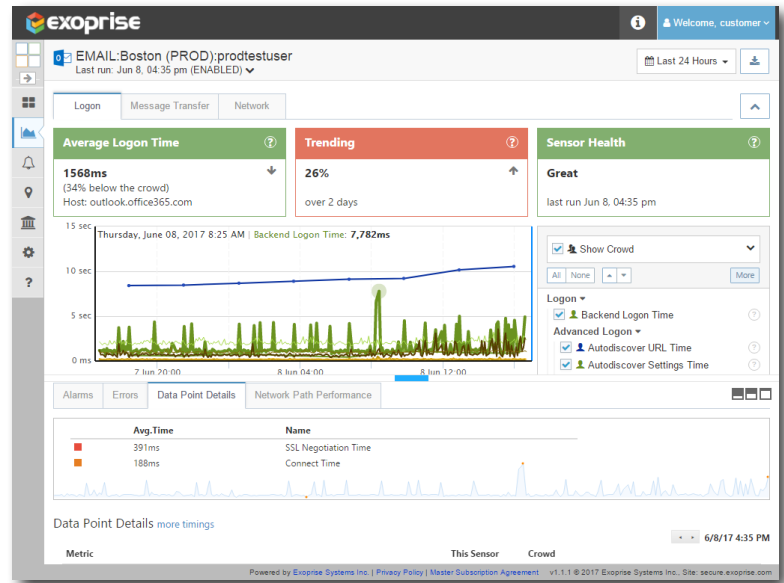 exoprise
Welcome, customer
EMAIL:Boston (PROD):prodtestuser
Last run: Jun 8, 04:35 pm (ENABLED)
Last 24 Hours
Logon Message Transfer Network
Average Logon Time ?
1568ms
(34% below the crowd)
Host: outlook.office365.com
Trending ?
26%
over 2 days
Sensor Health ?
Great
last run Jun 8, 04:35 pm
15 sec
Thursday, June 08, 2017 8:25 AM | Backend Logon Time: 7,782ms
10 sec
5 sec
0 ms
7 Jun 20:00 8 Jun 04:00 8 Jun 12:00
Show Crowd
All None More
Logon
Backend Logon Time ?
Advanced Logon
Autodiscover URL Time ?
Autodiscover Settings Time ?
Alarms Errors Data Point Details Network Path Performance
Avg.Time Name
391ms SSL Negotiation Time
188ms Connect Time
Data Point Details more timings
6/8/17 4:35 PM
Metric This Sensor Crowd
Powered by Exoprise Systems Inc. | Privacy Policy | Master Subscription Agreement v1.1.1 © 2017 Exoprise Systems Inc.. Site: secure.exoprise.com